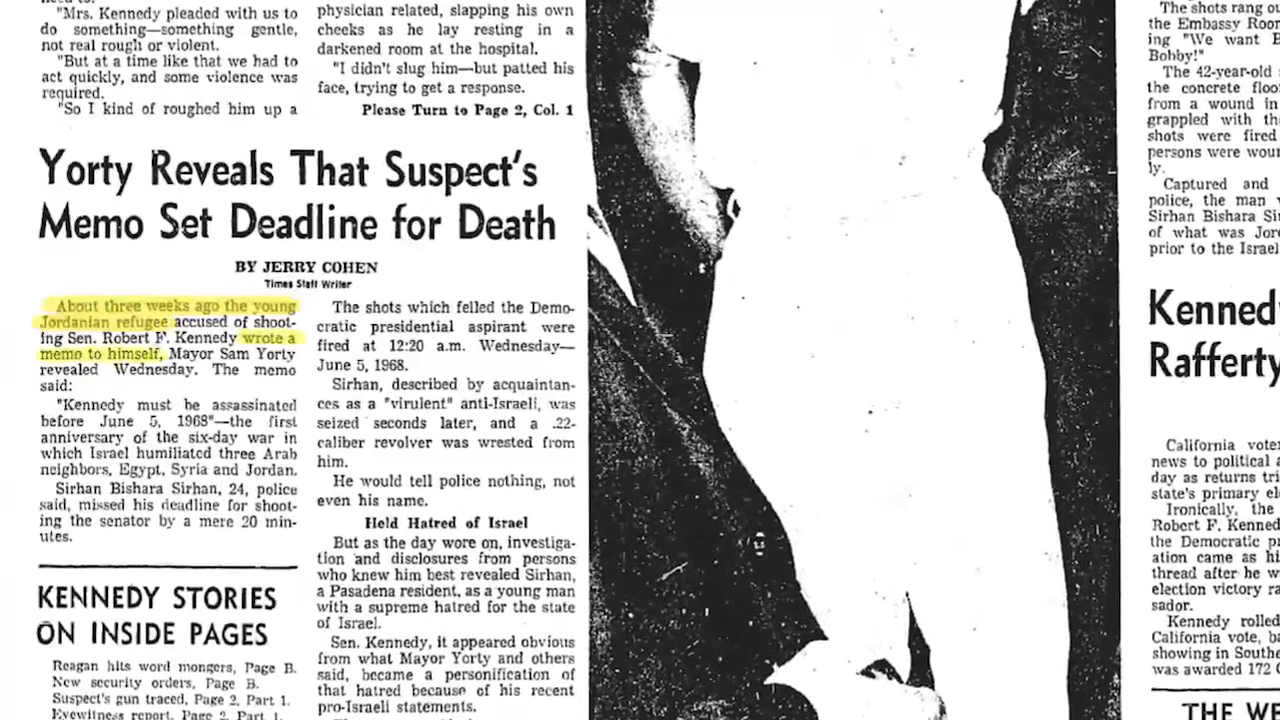 "Mrs. Kennedy pleaded with us to
do something—something gentle,
not real rough or violent.
"But at a time like that we had to
act quickly, and some violence was
required.
"So I kind of roughed him up a
physician related, slapping his own
cheeks as he lay resting in a
darkened room at the hospital.
"I didn't slug him—but patted his
face, trying to get a response.
Please Turn to Page 2, Col. 1
Yorty Reveals That Suspect's
Memo Set Deadline for Death
BY JERRY COHEN
Times Staff Writer
About three weeks ago the young
Jordanian refugee accused of shoot-
ing Sen. Robert F. Kennedy wrote a
memo to himself, Mayor Sam Yorty
revealed Wednesday. The memo
said:
"Kennedy must be assassinated
before June 5, 1968"—the first
anniversary of the six-day war in
which Israel humiliated three Arab
neighbors, Egypt, Syria and Jordan.
Sirhan Bishara Sirhan, 24, police
said, missed his deadline for shoot-
ing the senator by a mere 20 min-
utes.
KENNEDY STORIES
ON INSIDE PAGES
Reagan hits word mongers, Page B.
New security orders, Page B.
Suspect's gun traced, Page 2, Part 1.
Eyewitness report, Page 2, Part 1.
The shots which felled the Demo-
cratic presidential aspirant were
fired at 12:20 a.m. Wednesday—
June 5, 1968.
Sirhan, described by acquaintan-
ces as a "virulent" anti-Israeli, was
seized seconds later, and a .22-
caliber revolver was wrested from
him.
He would tell police nothing, not
even his name.
Held Hatred of Israel
But as the day wore on, investiga-
tion and disclosures from persons
who knew him best revealed Sirhan,
a Pasadena resident, as a young man
with a supreme hatred for the state
of Israel.
Sen. Kennedy, it appeared obvious
from what Mayor Yorty and others
said, became a personification of
that hatred because of his recent
pro-Israeli statements.
The shots rang ou
the Embassy Roor
ing "We want B
Bobby!"
The 42-year-old
the concrete floo
from a wound in
grappled with the
shots were fired
persons were wour
ly.
Captured and
police, the man
Sirhan Bishara Sir
of what was Jor
prior to the Israel
Kenned
Rafferty
California vote
news to political a
day as returns tri
state's primary el
Ironically, the
Robert F. Kenned
the Democratic pr
ation came as hi
thread after he w
election victory ra
sador.
Kennedy rolled
California vote, ba
showing in Southe
was awarded 172
THE WE